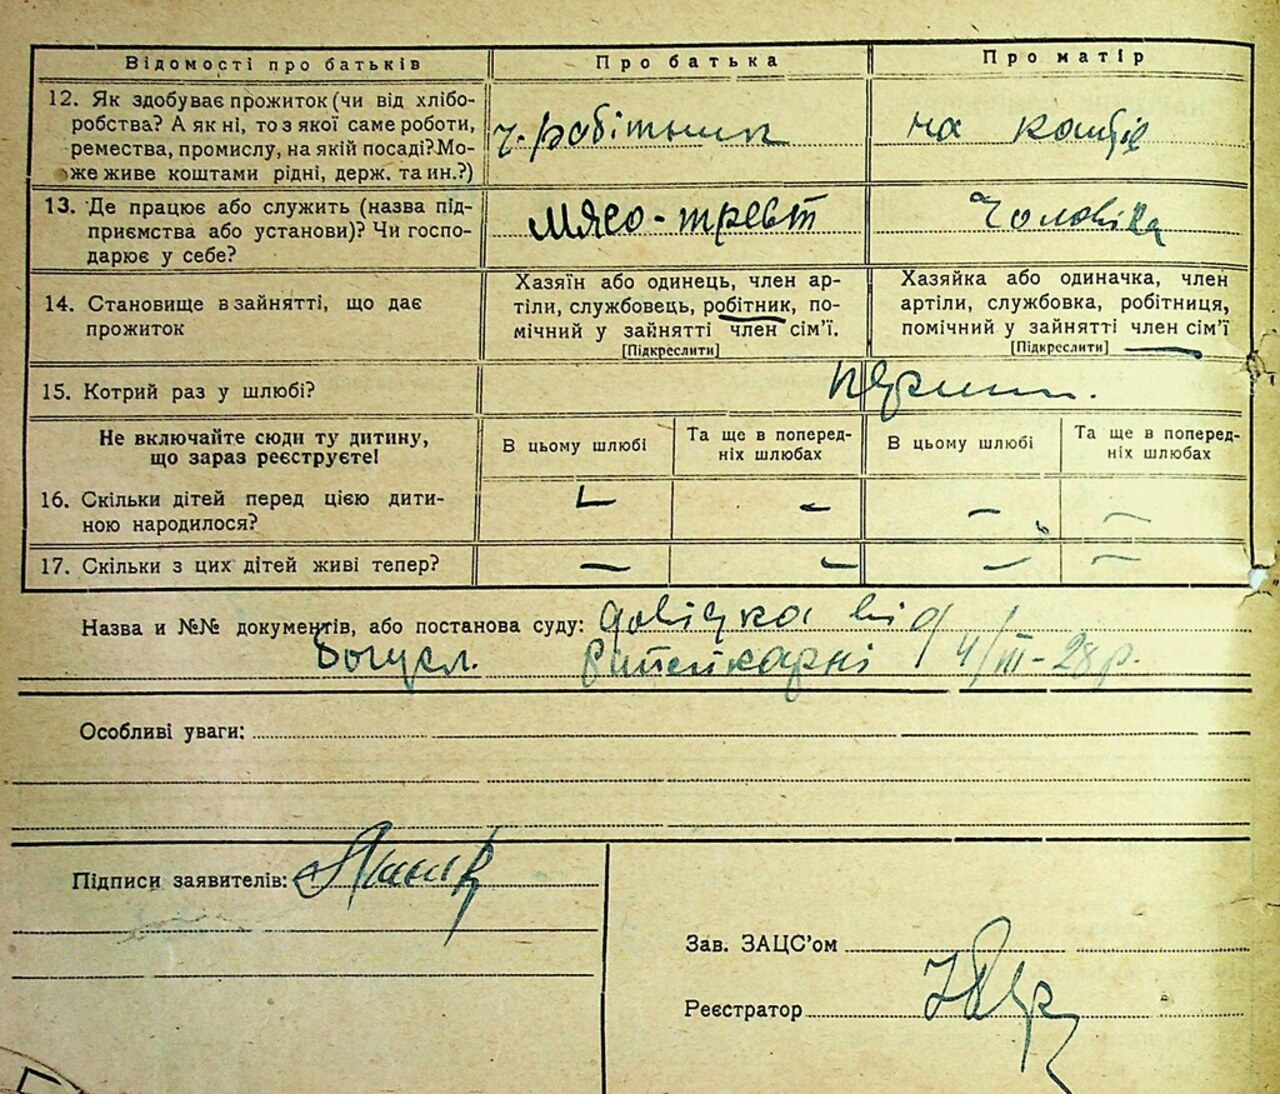 Відомості про батьків
Про батька
Про матір
12. Як здобуває прожиток (чи від хлібо-
робства? А як ні, то з якої саме роботи,
ремества, промислу, на якій посаді? Мо-
же живе коштами рідні, держ. та ин.?)
ч. робітник
на кошті
13. Де працює або служить (назва під-
приємства або установи)? Чи госпо-
дарює у себе?
Мясо-трест
Чоловіка
14. Становище в зайнятті, що дає
прожиток
Хазяїн або одинець, член ар-
тіли, службовець, робітник, по-
мічний у зайнятті член сім'ї.
[Підкреслити]
Хазяйка або одиначка, член
артіли, службовка, робітниця,
помічний у зайнятті член сім'ї
[Підкреслити]
15. Котрий раз у шлюбі?
Не включайте сюди ту дитину,
що зараз реєструєте!
В цьому шлюбі
Та ще в поперед-
ніх шлюбах
В цьому шлюбі
Та ще в поперед-
ніх шлюбах
16. Скільки дітей перед цією дити-
ною народилося?
— — — —
17. Скільки з цих дітей живі тепер?
— — — —
Назва и №№ документів, або постанова суду: довідка від
4/III-28 р.
Особливі уваги:
Підписи заявителів:
Зав. ЗАЦС'ом
Реєстратор